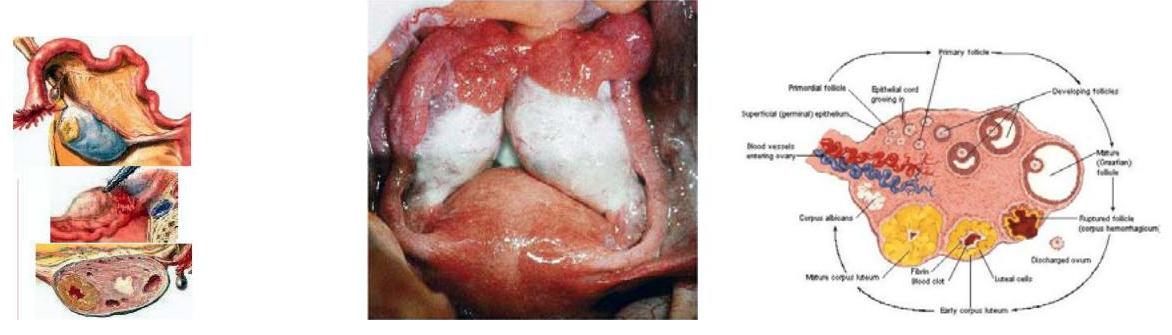 Primary follicle
Primordial follicle
Epithelial cord
growing in
Developing follicles
Superficial (germinal) epithelium
Blood vessels
entering ovary
Mature
(Graafian)
follicle
Corpus albicans
Ruptured follicle
(corpus hemorrhagicum)
Discharged ovum
Mature corpus luteum
Fibrin
Blood clot
Luteal cells
Early corpus luteum